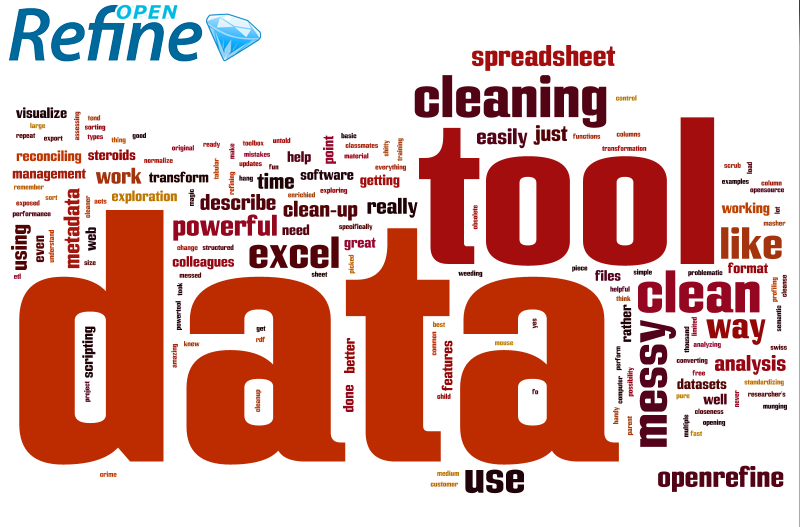 OPEN
Refine
spreadsheet
cleaning
control
visualize
large
assessing
tend
sorting
repeat
export
types
thing
good
easily
just
functions
columns
transformation
original
ready
make
toolbox
untold
mistakes
updates
fun
help
point
basic
classmates
material
shitty
training
everything
tool
reconciling
steroids
normalize
tabular
management
work
transform
refining
hang
time
software
getting
exploring
enrichied
remember
sort
exposed
performance
cleaner
acts
exploration
magic
describe
clean-up
really
obsolete
scrub
load
examples
column
opensource
working
lot
masher
like
using
even
understand
metadata
web
size
etl
powerful
need
specifically
change
structured
excel
great
picked
colleagues
messed
sheet
weeding
piece
files
simple
problematic
format
data
powerted
took
amazing
knew
scripting
project
get
rdf
cleanup
better
done
best
common
features
child
mouse
yes
fo
helpful
think
rather
clean
profiling
cleanse
semantic
messy
thousand
limited
analyzing
way
swiss
perform
computer
possibility
converting
free
analysis
datasets
standardizing
pure
well
never
researcher's
munging
closeness
opening
multiple
fast
handy
parent
crime
medium
customer
use
openrefine